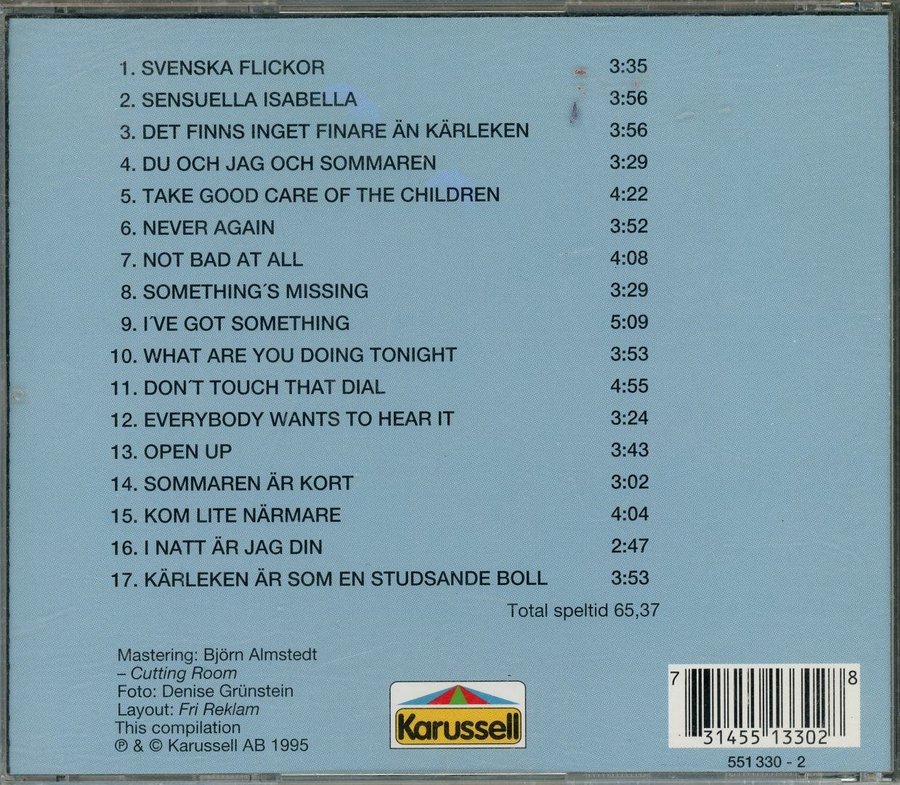 1. SVENSKA FLICKOR 3:35
2. SENSUELLA ISABELLA 3:56
3. DET FINNS INGET FINARE ÄN KÄRLEKEN 3:56
4. DU OCH JAG OCH SOMMAREN 3:29
5. TAKE GOOD CARE OF THE CHILDREN 4:22
6. NEVER AGAIN 3:52
7. NOT BAD AT ALL 4:08
8. SOMETHING´S MISSING 3:29
9. I´VE GOT SOMETHING 5:09
10. WHAT ARE YOU DOING TONIGHT 3:53
11. DON´T TOUCH THAT DIAL 4:55
12. EVERYBODY WANTS TO HEAR IT 3:24
13. OPEN UP 3:43
14. SOMMAREN ÄR KORT 3:02
15. KOM LITE NÄRMARE 4:04
16. I NATT ÄR JAG DIN 2:47
17. KÄRLEKEN ÄR SOM EN STUDSANDE BOLL 3:53
Total speltid 65,37
Mastering: Björn Almstedt
– Cutting Room
Foto: Denise Grünstein
Layout: Fri Reklam
This compilation
℗ & © Karussell AB 1995
Karussell
7 31455 13302 8
551 330 - 2